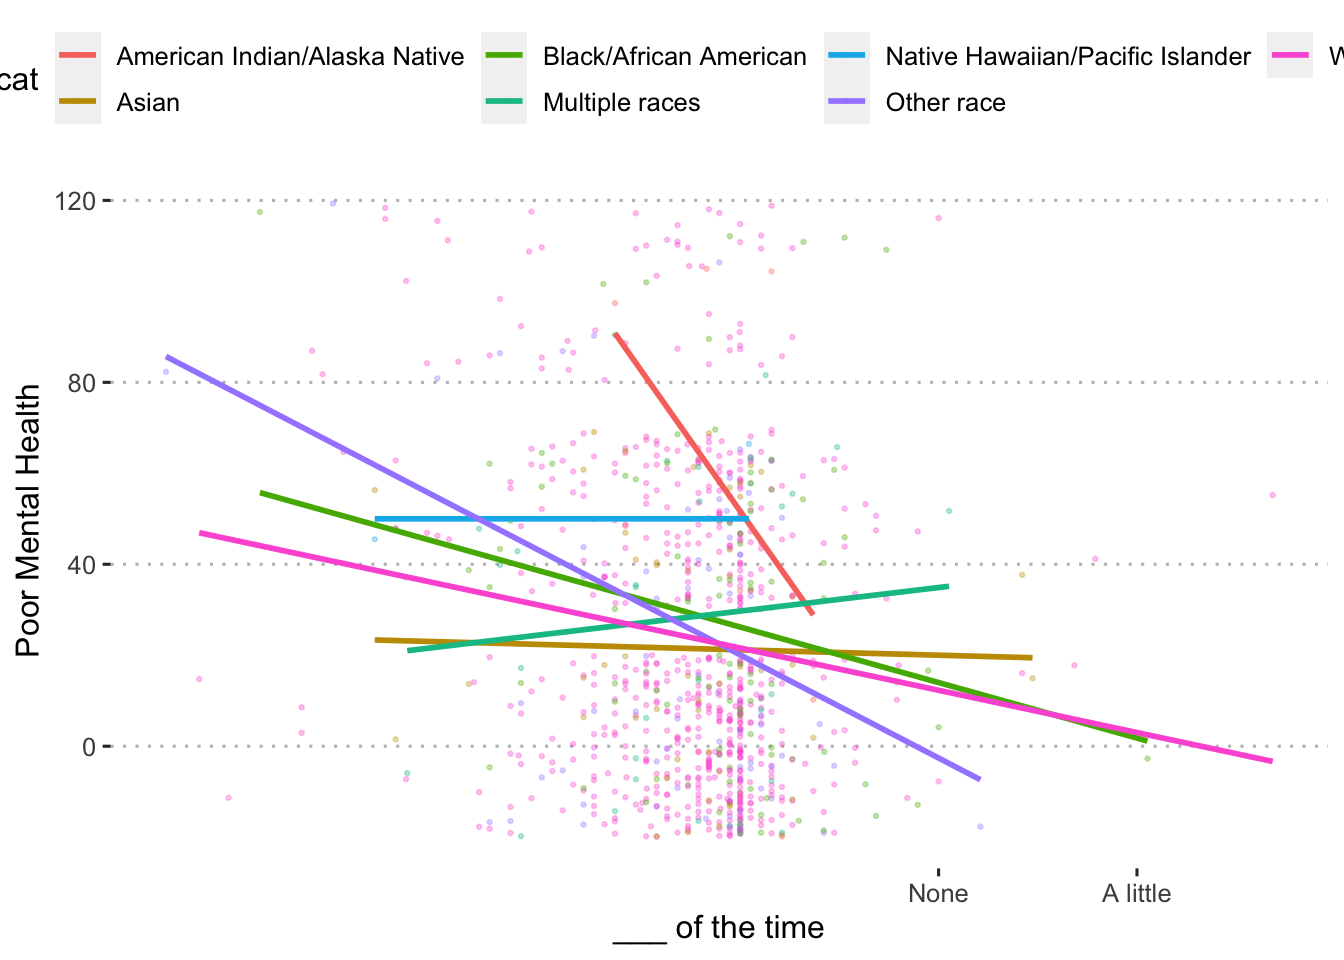 cat
American Indian/Alaska Native
Black/African American
Native Hawaiian/Pacific Islander
W
Asian
Multiple races
Other race
Poor Mental Health
120
80
40
0
None
A little
___ of the time